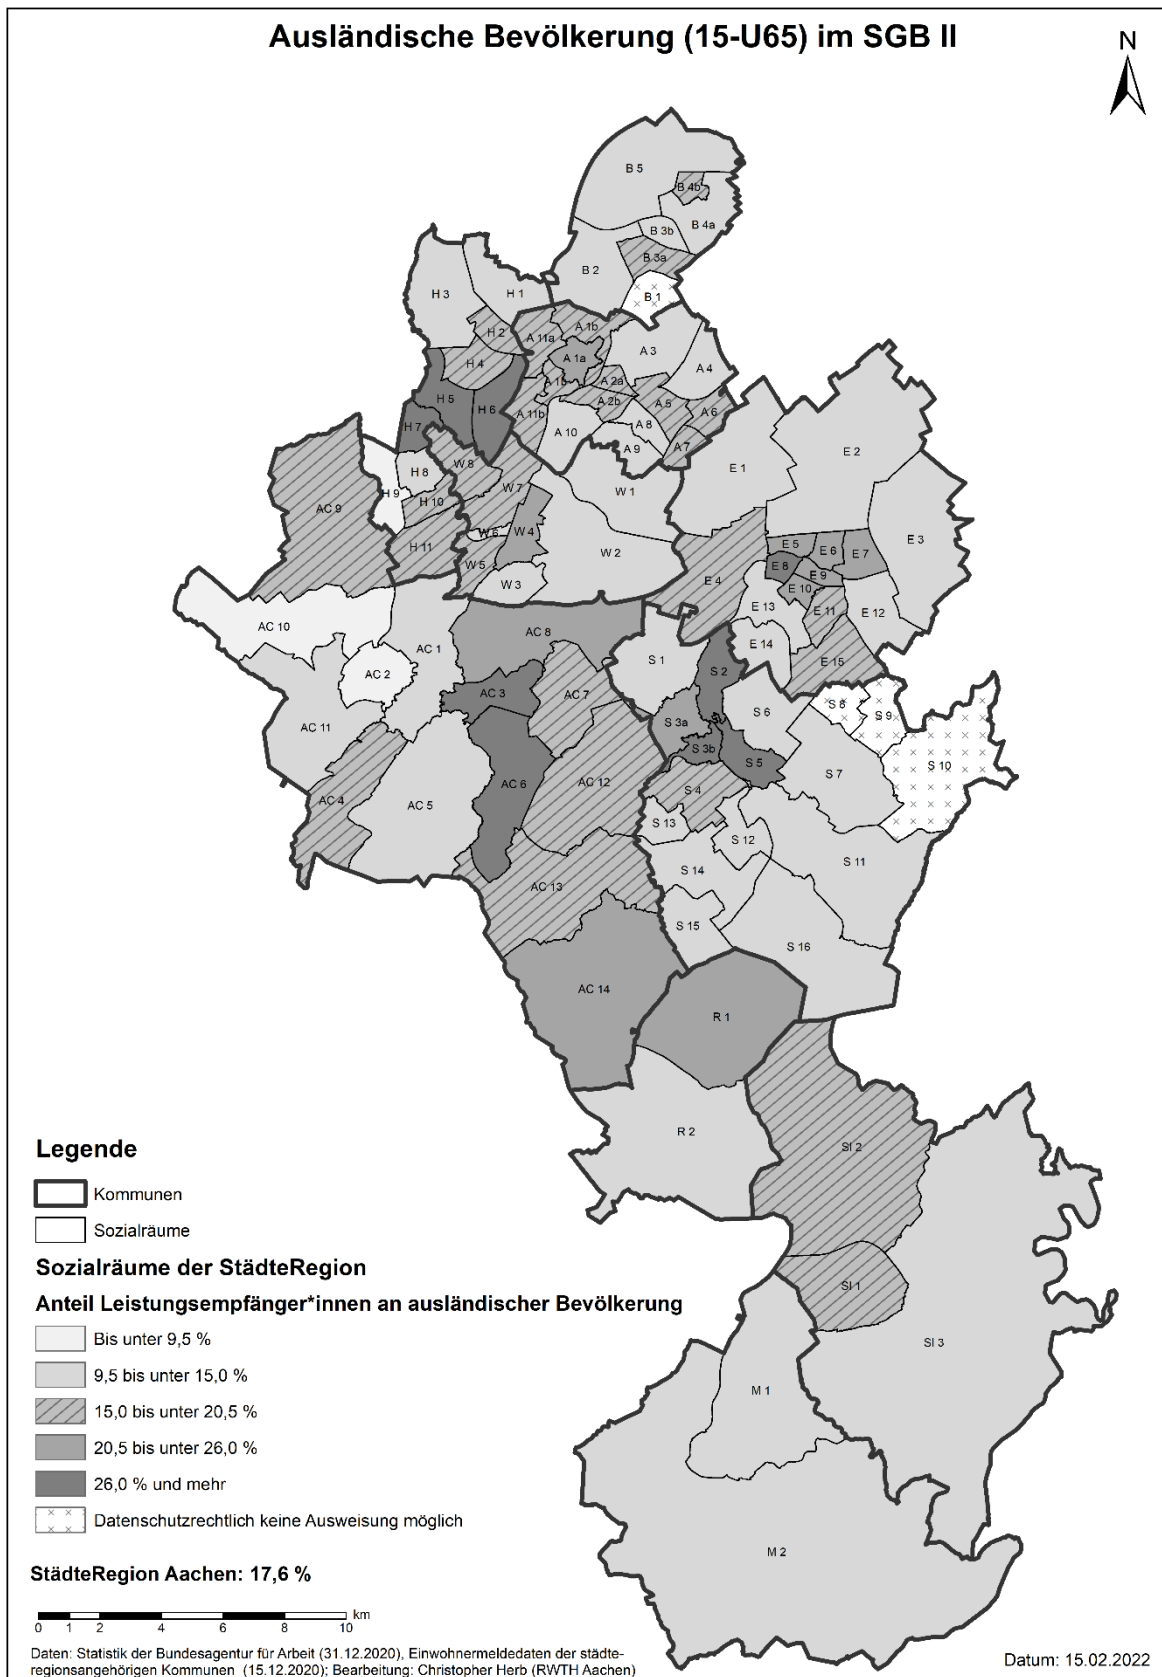 Ausländische Bevölkerung (15-U65) im SGB II
N
B 5
B 4b
B 4a
B 3b
B 3a
B 2
B 1
H 3
H 1
H 2
H 4
H 5
H 6
H 7
H 8
H 9
H 10
H 11
A 11a
A 1b
A 1a
A 1b
A 2a
A 2b
A 3
A 4
A 5
A 6
A 7
A 8
A 9
A 10
A 11b
W 8
W 7
W 1
W 6
W 4
W 5
W 2
W 3
E 1
E 2
E 3
E 4
E 5
E 6
E 7
E 8
E 9
E 10
E 11
E 12
E 13
E 14
E 15
AC 9
AC 10
AC 1
AC 2
AC 8
AC 3
AC 7
AC 11
AC 4
AC 5
AC 6
AC 12
AC 13
AC 14
S 1
S 2
S 3a
S 3b
S 4
S 5
S 6
S 7
S 8
S 9
S 10
S 11
S 12
S 13
S 14
S 15
S 16
R 1
R 2
SI 2
SI 1
SI 3
M 1
M 2
Legende
Kommunen
Sozialräume
Sozialräume der StädteRegion
Anteil Leistungsempfänger*innen an ausländischer Bevölkerung
Bis unter 9,5 %
9,5 bis unter 15,0 %
15,0 bis unter 20,5 %
20,5 bis unter 26,0 %
26,0 % und mehr
Datenschutzrechtlich keine Ausweisung möglich
StädteRegion Aachen: 17,6 %
km
0 1 2 4 6 8 10
Daten: Statistik der Bundesagentur für Arbeit (31.12.2020), Einwohnermeldedaten der städte-
regionsangehörigen Kommunen (15.12.2020); Bearbeitung: Christopher Herb (RWTH Aachen)
Datum: 15.02.2022